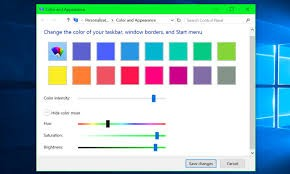 Color and Appearance
Personalizat...
Color and Appearance
Search Control Panel
Change the color of your taskbar, window borders, and Start menu
Color intensity:
Hide color mixer
Hue:
Saturation:
Brightness:
Save changes
Cancel